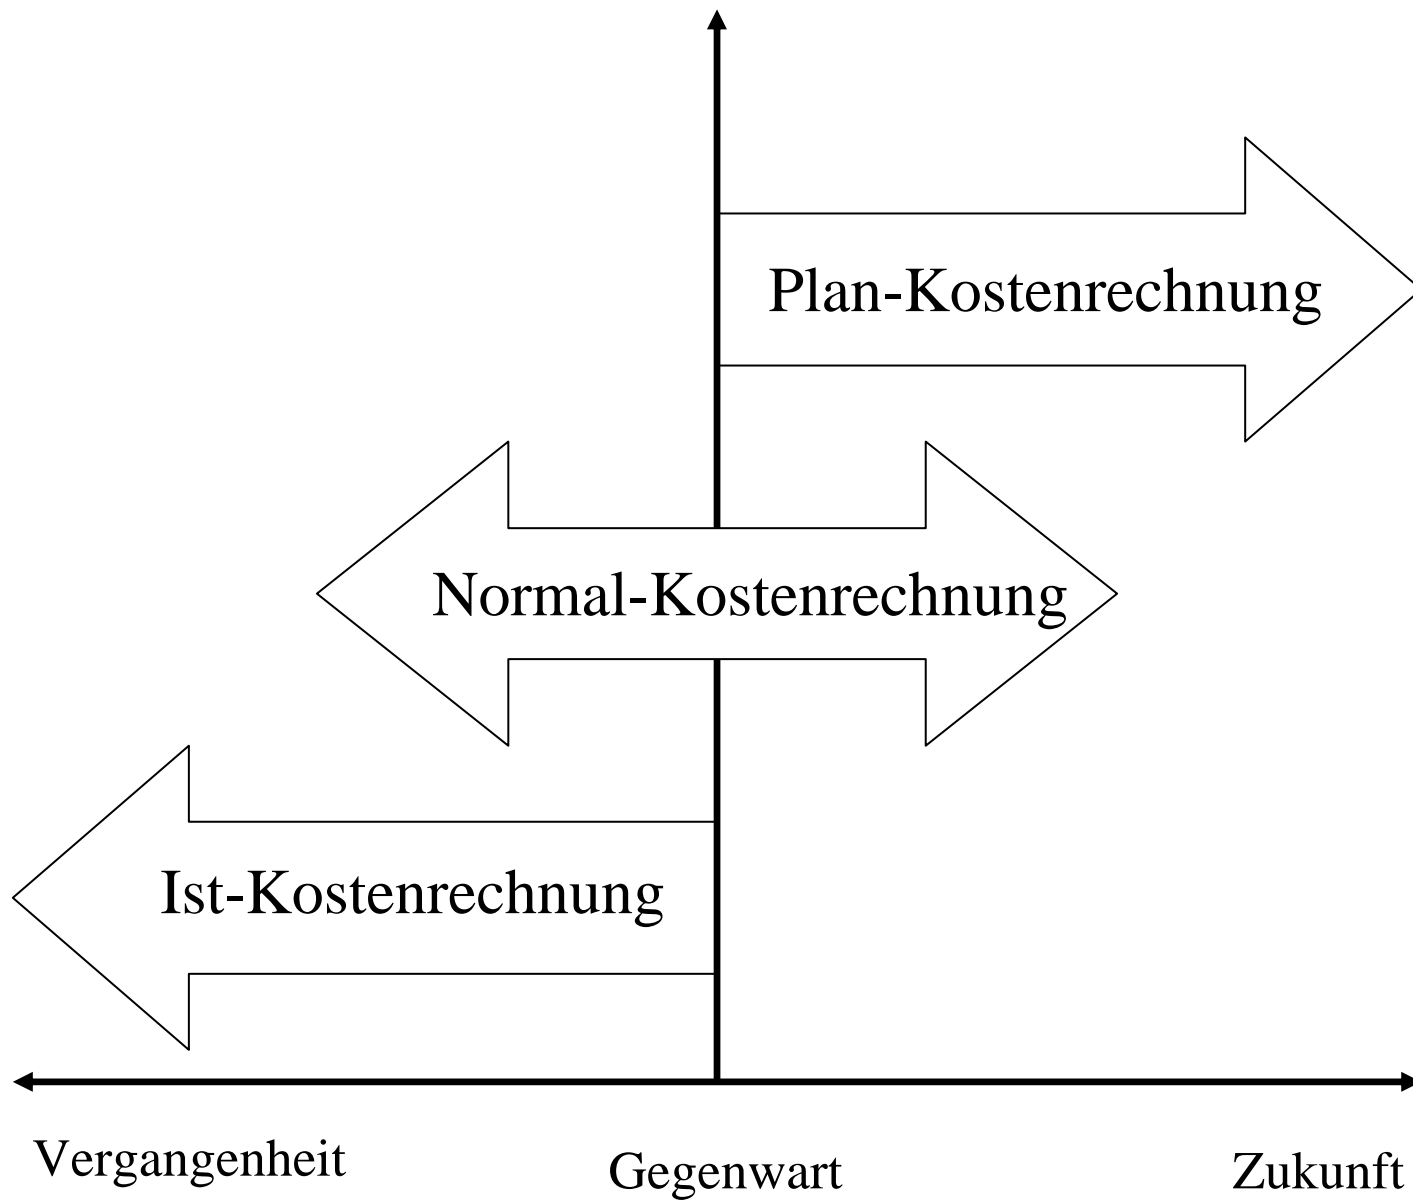 Plan-Kostenrechnung
Normal-Kostenrechnung
Ist-Kostenrechnung
Vergangenheit
Gegenwart
Zukunft